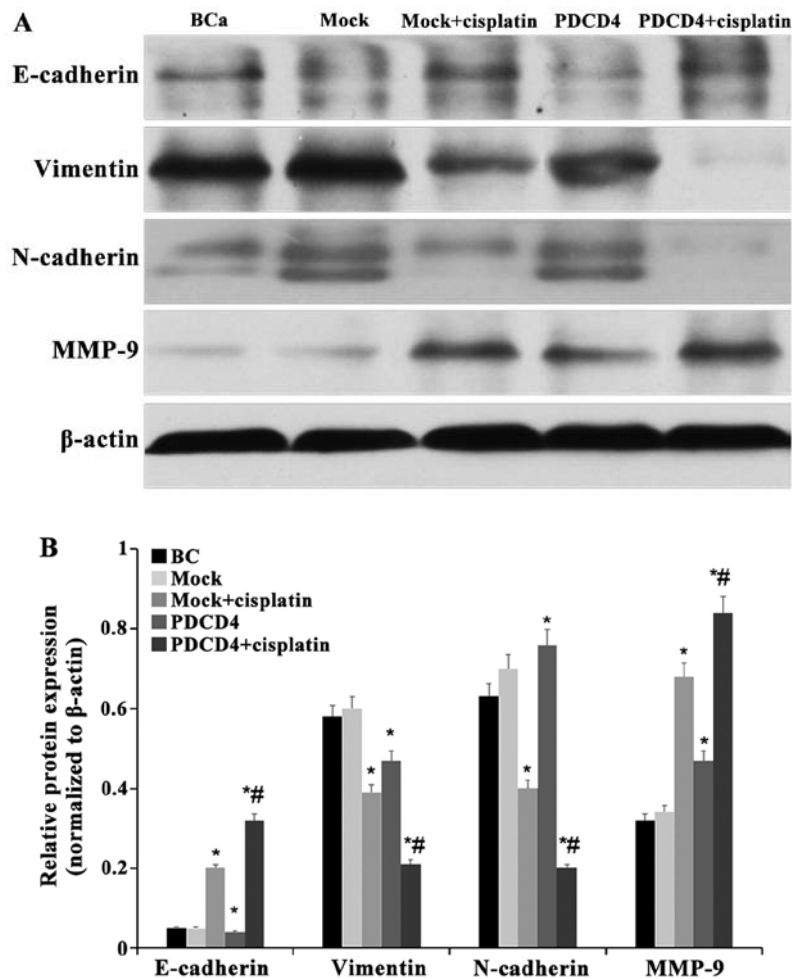 A
BCa Mock Mock+cisplatin PDCD4 PDCD4+cisplatin
E-cadherin
Vimentin
N-cadherin
MMP-9
β-actin
B
Relative protein expression
(normalized to β-actin)
1
0.8
0.6
0.4
0.2
0
BC
Mock
Mock+cisplatin
PDCD4
PDCD4+cisplatin
*
*
*#
*
*
*#
*
*
*#
*
*
*#
E-cadherin Vimentin N-cadherin MMP-9